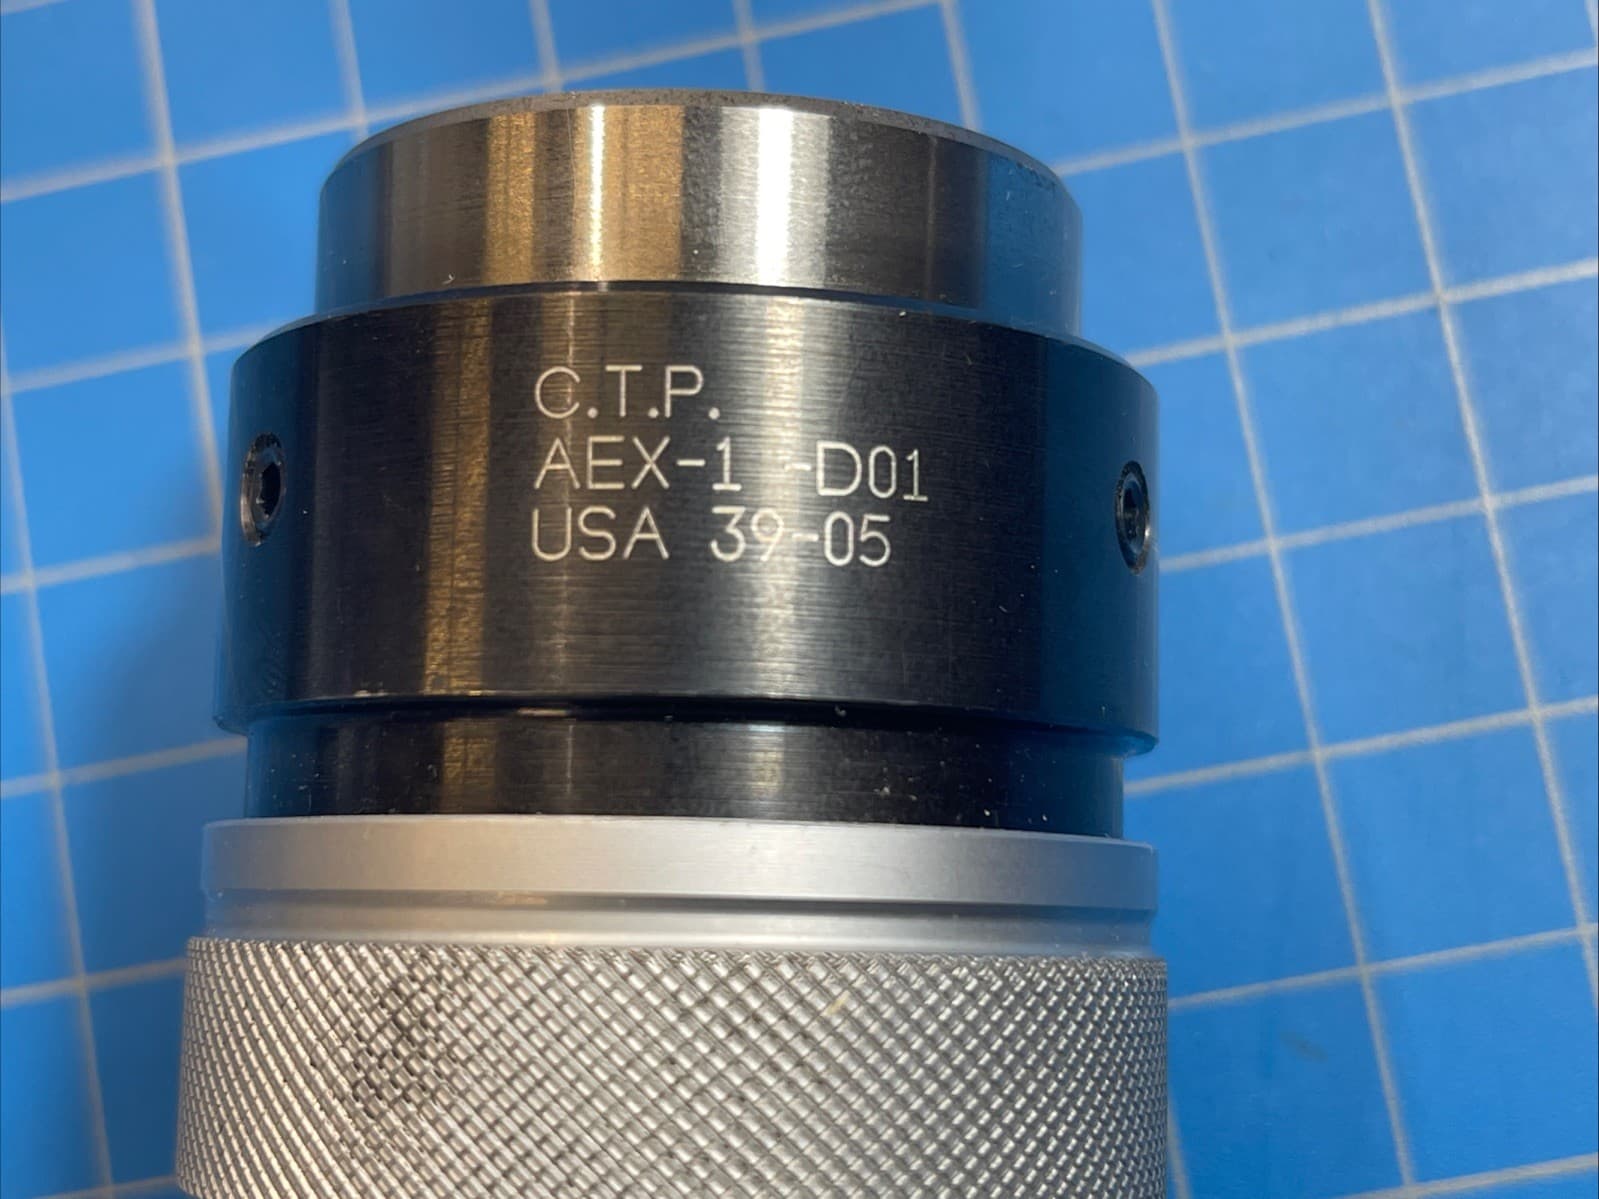 C.T.P.
AEX-1 -D01
USA 39-05